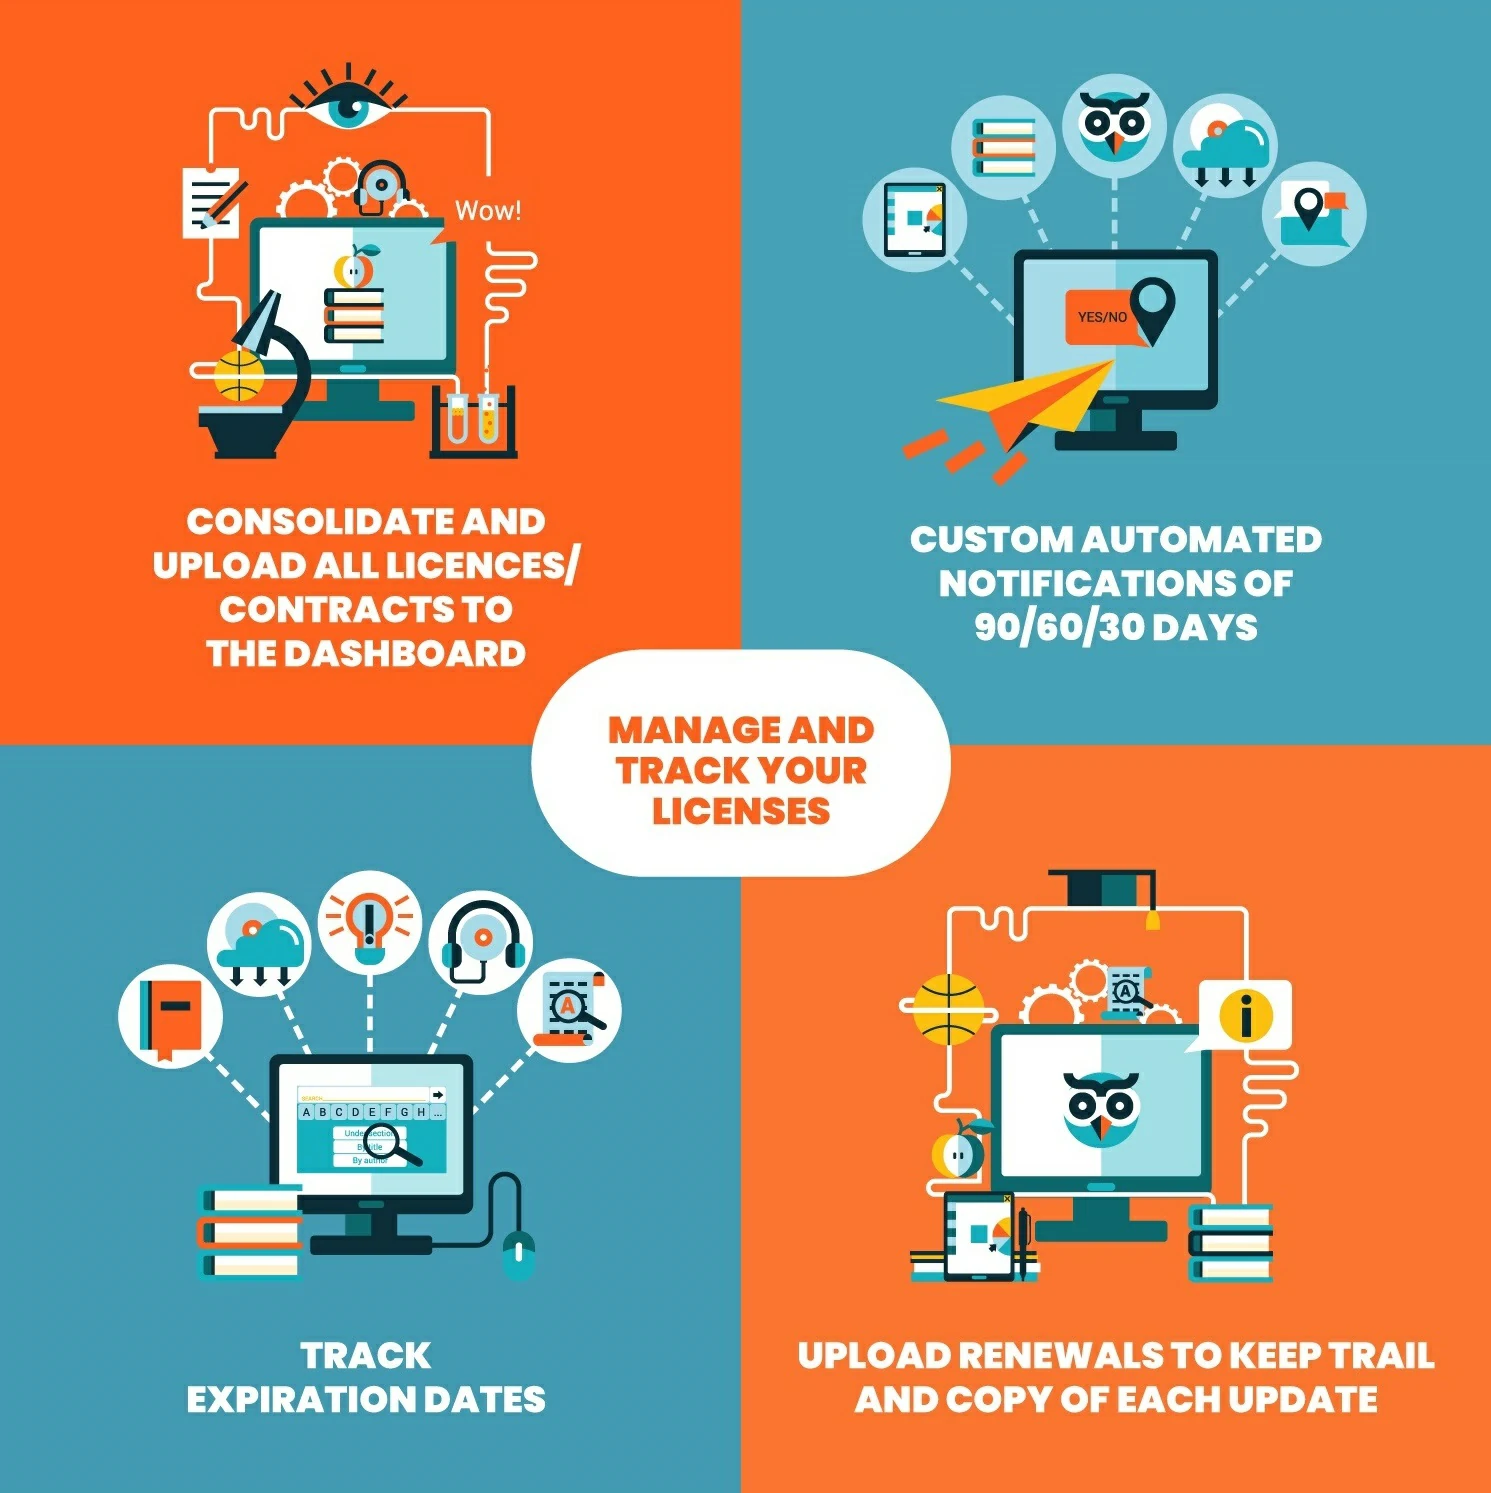 Wow!
CONSOLIDATE AND
UPLOAD ALL LICENCES/
CONTRACTS TO
THE DASHBOARD
YES/NO
CUSTOM AUTOMATED
NOTIFICATIONS OF
90/60/30 DAYS
MANAGE AND
TRACK YOUR
LICENSES
A
SEARCH
A B C D E F G H ...
By title
By author
TRACK
EXPIRATION DATES
A
i
UPLOAD RENEWALS TO KEEP TRAIL
AND COPY OF EACH UPDATE